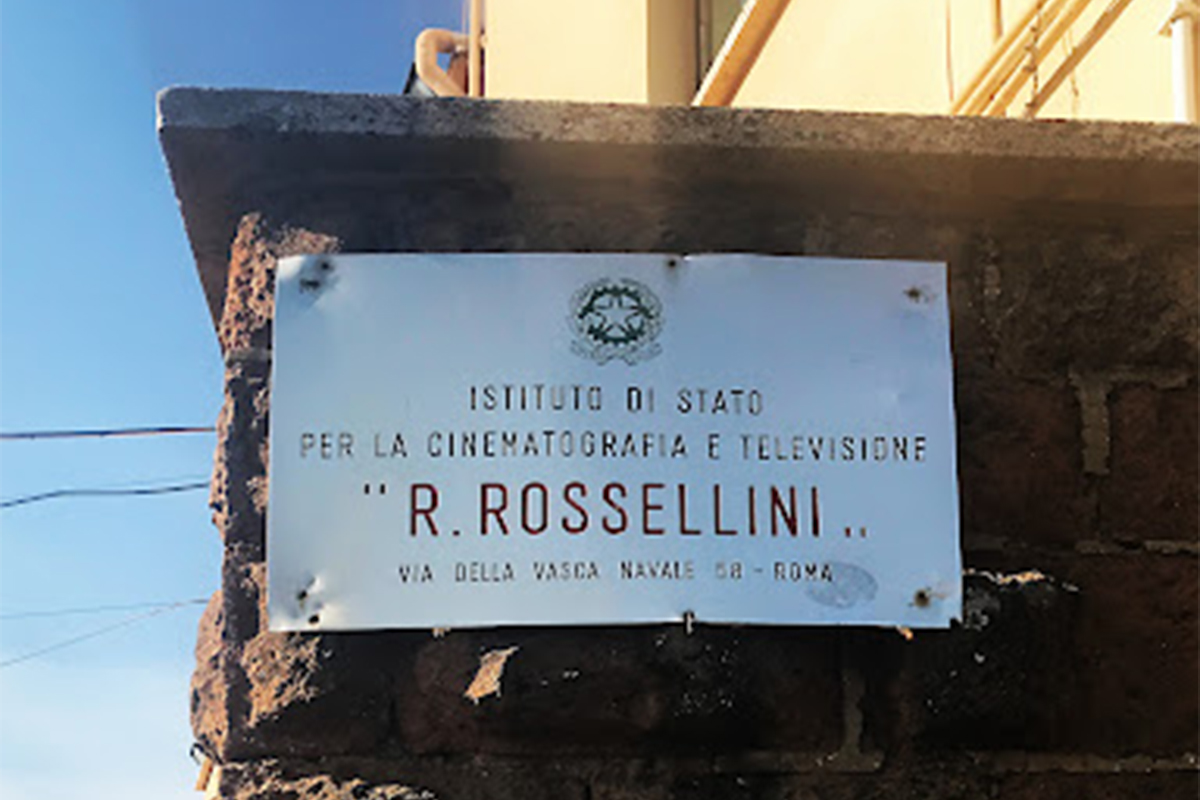 ISTITUTO DI STATO
PER LA CINEMATOGRAFIA E TELEVISIONE
"R. ROSSELLINI„
VIA DELLA VASCA NAVALE 58 - ROMA